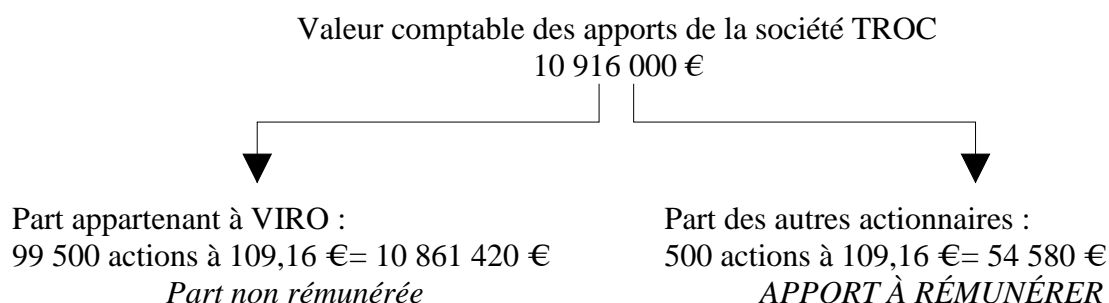 Valeur comptable des apports de la société TROC
10 916 000 €
Part appartenant à VIRO :
99 500 actions à 109,16 €= 10 861 420 €
Part non rémunérée
Part des autres actionnaires :
500 actions à 109,16 €= 54 580 €
APPORT À RÉMUNÉRER